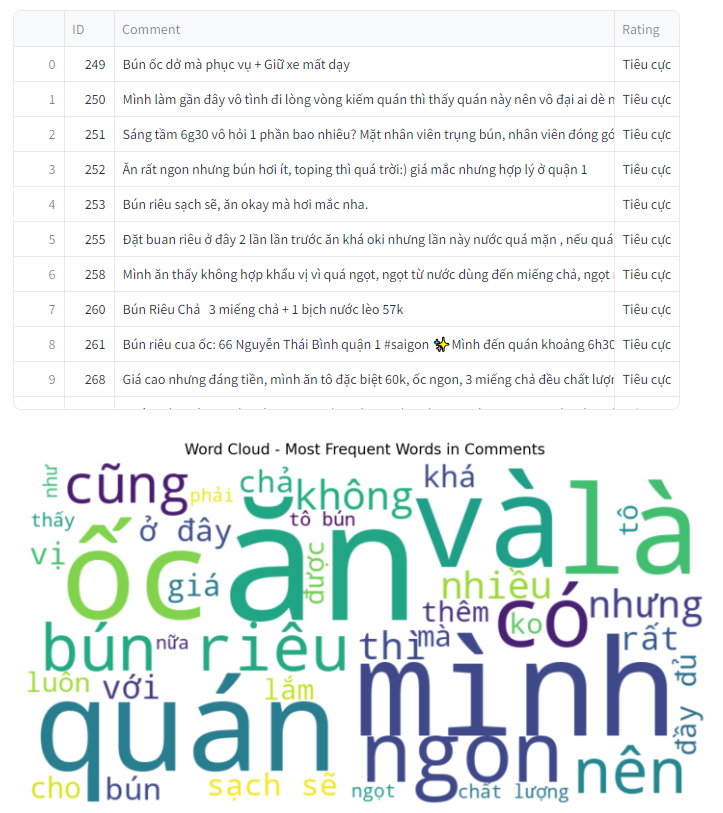 ID Comment Rating
0 249 Bún ốc dở mà phục vụ + Giữ xe mất dạy Tiêu cực
1 250 Mình làm gần đây vô tình đi lòng vòng kiếm quán thì thấy quán này nên vô đại ai dè n Tiêu cực
2 251 Sáng tầm 6g30 vô hỏi 1 phần bao nhiêu? Mặt nhân viên trụng bún, nhân viên đóng gó Tiêu cực
3 252 Ăn rất ngon nhưng bún hơi ít, toping thì quá trời:) giá mắc nhưng hợp lý ở quận 1 Tiêu cực
4 253 Bún riêu sạch sẽ, ăn okay mà hơi mắc nha. Tiêu cực
5 255 Đặt buan riêu ở đây 2 lần lần trước ăn khá oki nhưng lần này nước quá mặn , nếu quá Tiêu cực
6 258 Mình ăn thấy không hợp khẩu vị vì quá ngọt, ngọt từ nước dùng đến miếng chả, ngọt Tiêu cực
7 260 Bún Riêu Chả 3 miếng chả + 1 bịch nước lèo 57k Tiêu cực
8 261 Bún riêu cua ốc: 66 Nguyễn Thái Bình quận 1 #saigon ✨Mình đến quán khoảng 6h30 Tiêu cực
9 268 Giá cao nhưng đáng tiền, mình ăn tô đặc biệt 60k, ốc ngon, 3 miếng chả đều chất lượn Tiêu cực
Word Cloud - Most Frequent Words in Comments
như
cũng
phải
chả
không
khá
và
là
thấy
ở đây
tô bún
tô
vị
ốc
giá
ăn
được
nhiều
thêm
có
ko
nhưng
bún riêu
nữa
thì
mà
mình
rất
luôn
với
lắm
quán
ngon
nên
đầy đủ
cho
bún
sạch sẽ
ngọt
chất lượng